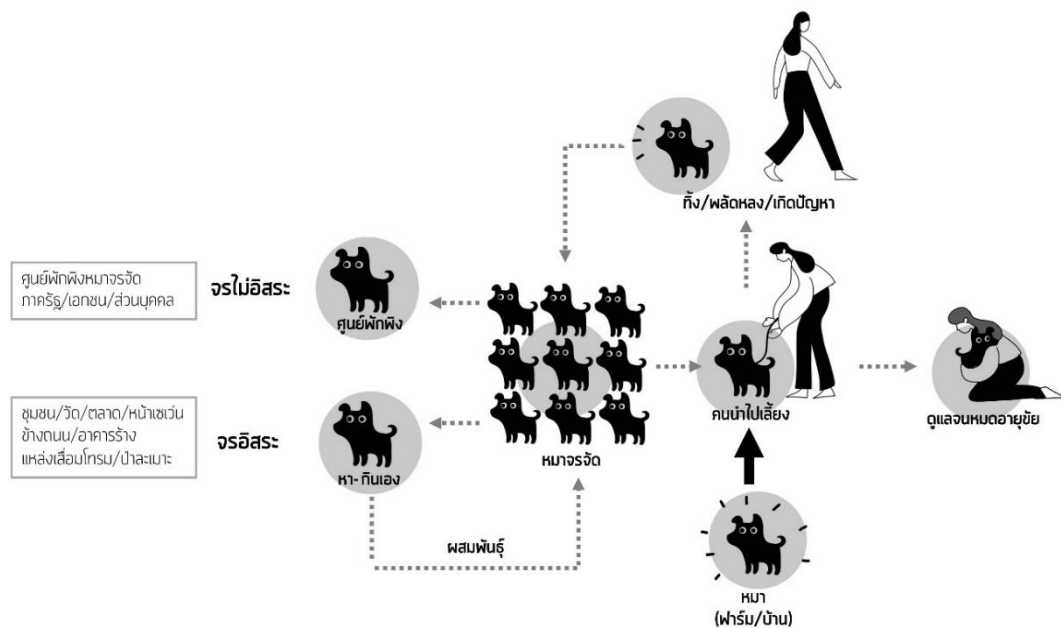 ทิ้ง/พลัดหลง/เกิดปัญหา
ศูนย์พักพิงหมาจรจัด
ภาครัฐ/เอกชน/ส่วนบุคคล
จรไม่อิสระ
ศูนย์พักพิง
ชุมชน/วัด/ตลาด/หน้าเซเว่น
ข้างถนน/อาคารร้าง
แหล่งเสื่อมโทรม/ป่าละเมาะ
จรอิสระ
หา-กินเอง
หมาจรจัด
คนนำไปเลี้ยง
ดูแลจนหมดอายุขัย
ผสมพันธุ์
หมา
(ฟาร์ม/บ้าน)